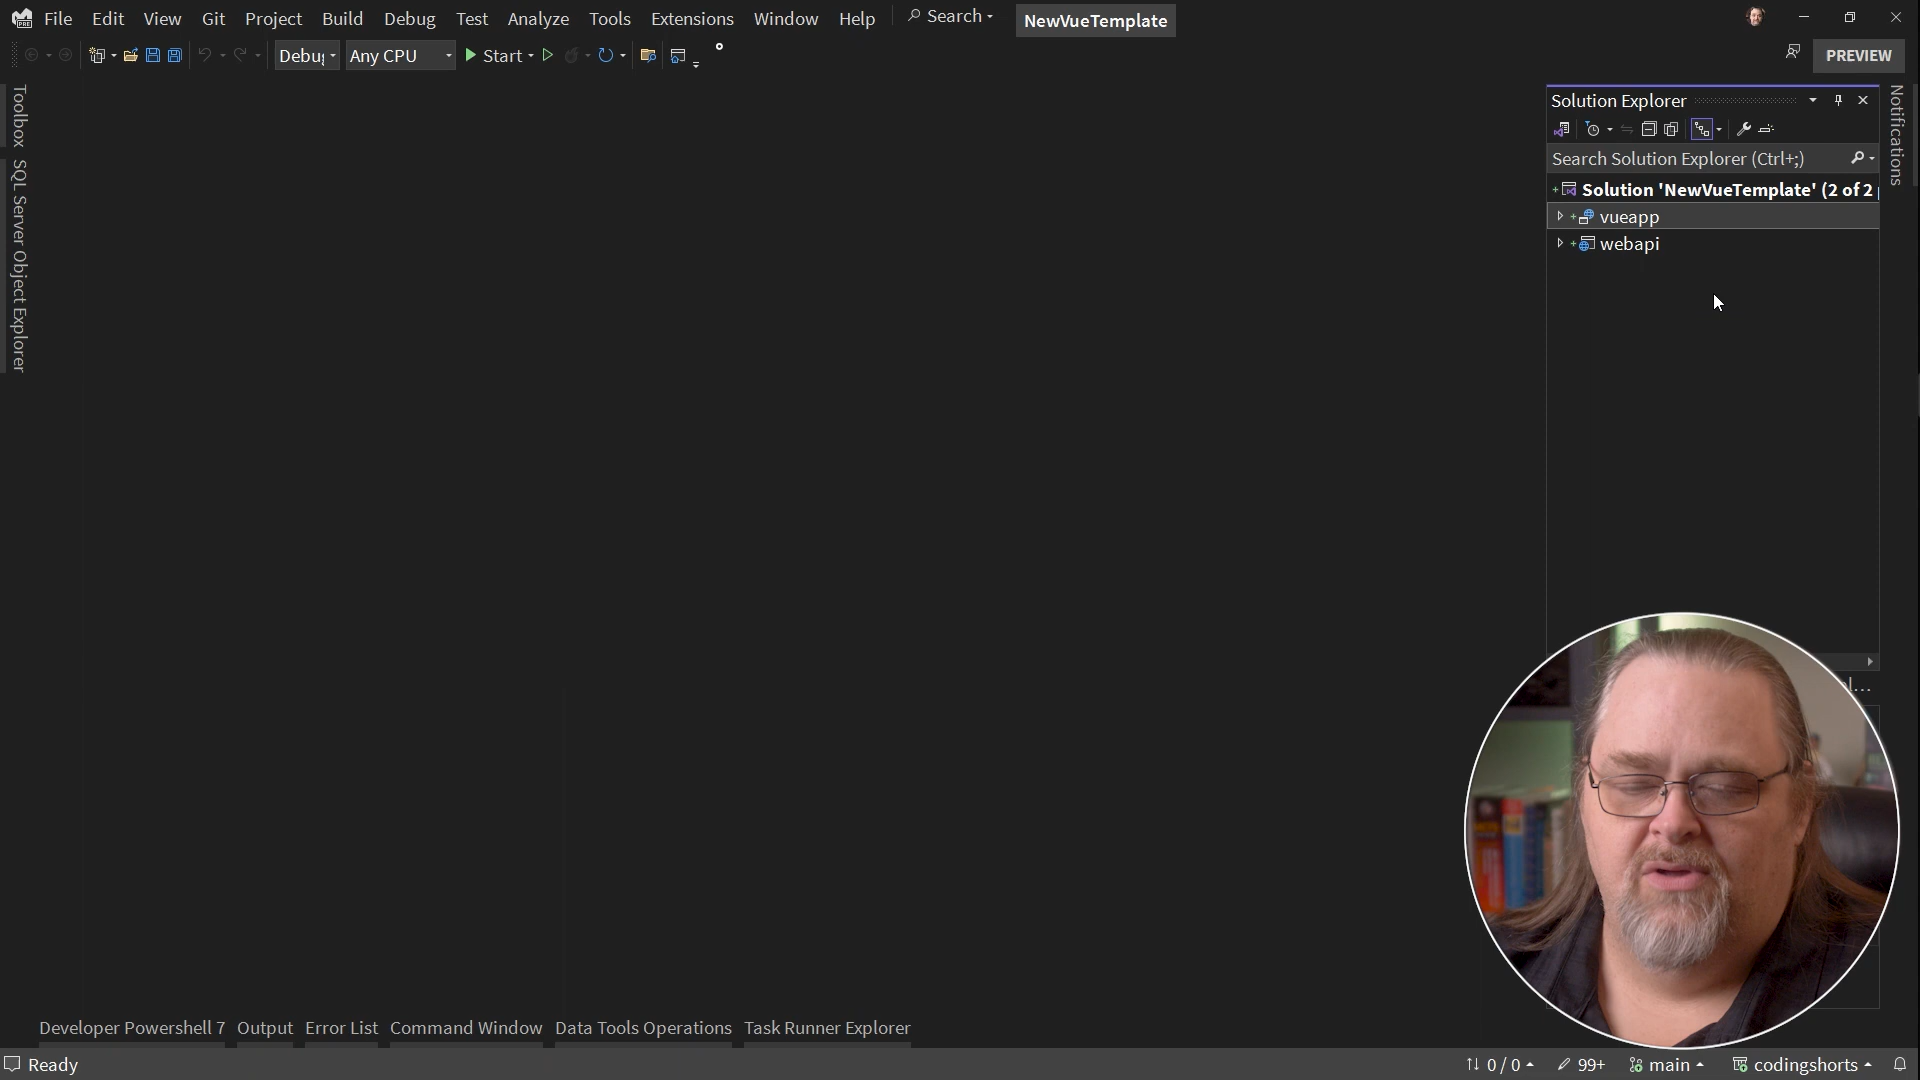 File Edit View Git Project Build Debug Test Analyze Tools Extensions Window Help Search NewVueTemplate
Debug Any CPU Start PREVIEW
Toolbox
SQL Server Object Explorer
Solution Explorer
Search Solution Explorer (Ctrl+;)
Solution 'NewVueTemplate' (2 of 2
vueapp
webapi
Notifications
Developer Powershell 7 Output Error List Command Window Data Tools Operations Task Runner Explorer
Ready 0 / 0 99+ main codingshorts